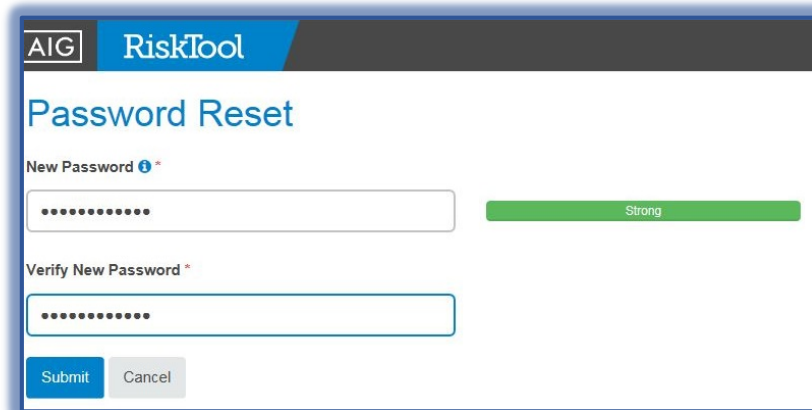 AIG RiskTool
Password Reset
New Password *
•••••••••••• Strong
Verify New Password *
••••••••••••
Submit Cancel